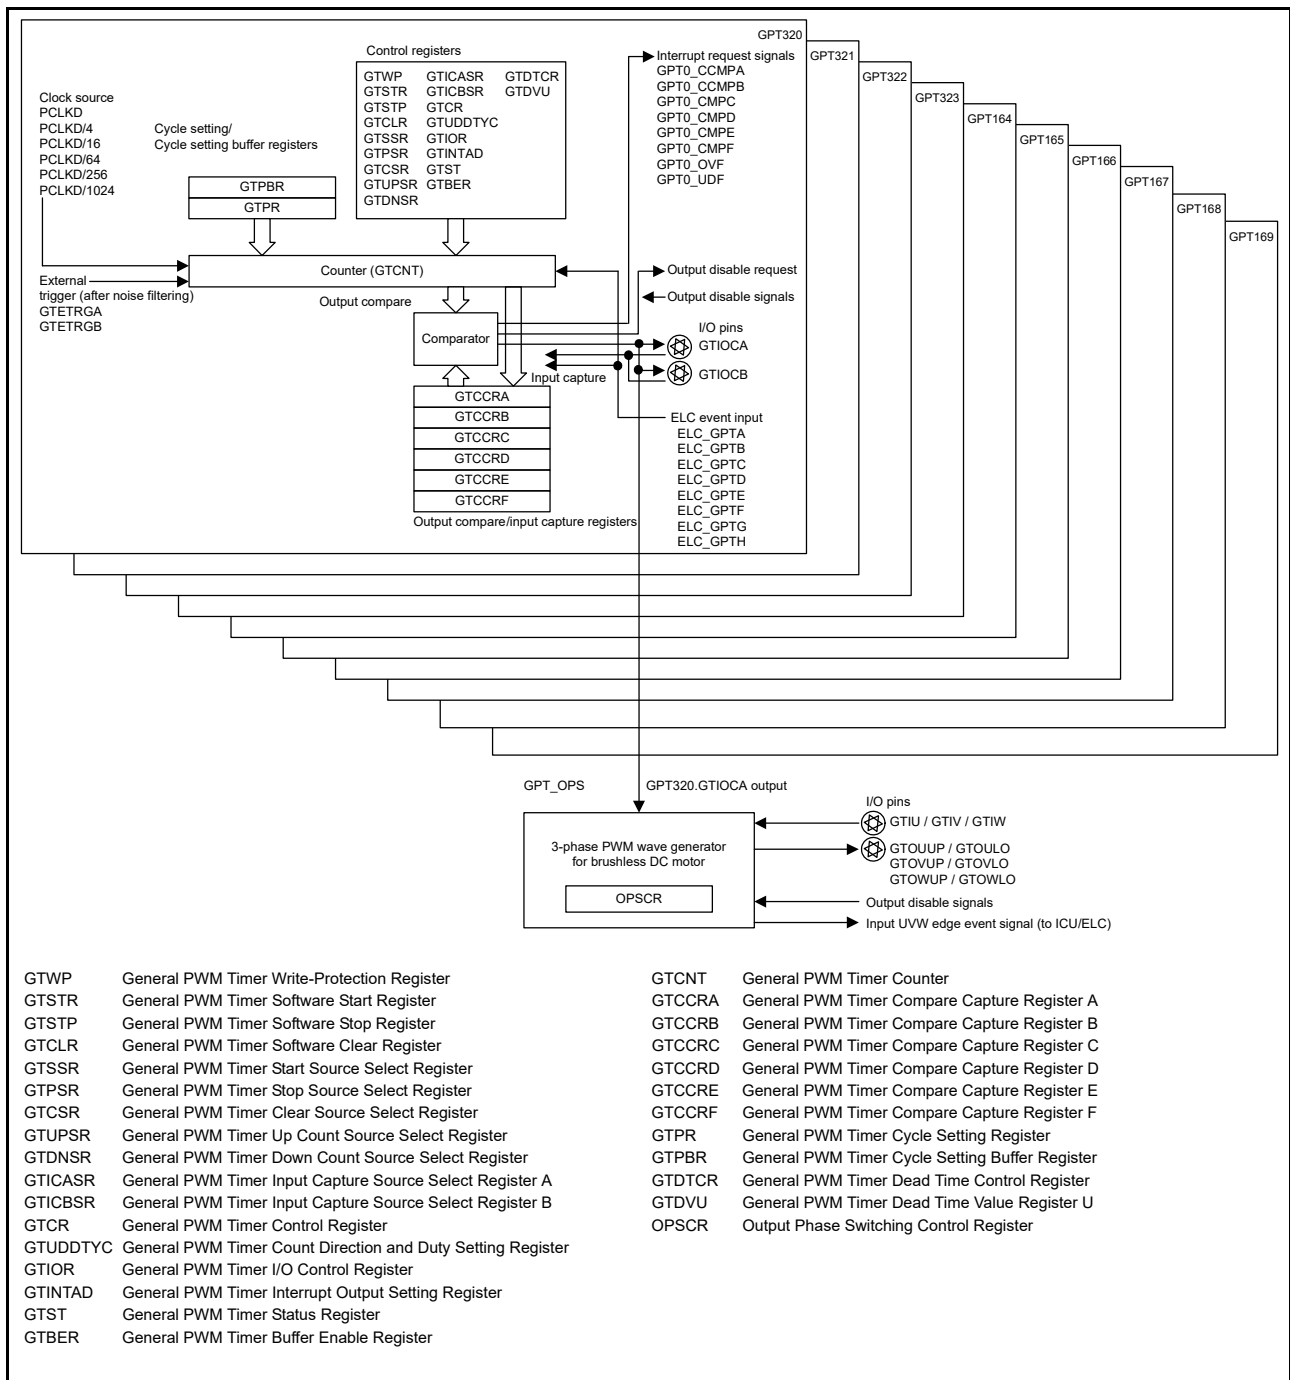 GPT320
GPT321
GPT322
GPT323
GPT164
GPT165
GPT166
GPT167
GPT168
GPT169
Control registers
GTWP GTICASR GTDTCR
GTSTR GTICBSR GTDVU
GTSTP GTCR
GTCLR GTUDDTYC
GTSSR GTIOR
GTPSR GTINTAD
GTCSR GTST
GTUPSR GTBER
GTDNSR
Clock source
PCLKD
PCLKD/4
PCLKD/16
PCLKD/64
PCLKD/256
PCLKD/1024
Cycle setting/
Cycle setting buffer registers
GTPBR
GTPR
Interrupt request signals
GPT0_CCMPA
GPT0_CCMPB
GPT0_CMPC
GPT0_CMPD
GPT0_CMPE
GPT0_CMPF
GPT0_OVF
GPT0_UDF
Counter (GTCNT)
External
trigger (after noise filtering)
GTETRGA
GTETRGB
Output compare
Output disable request
Output disable signals
Comparator
I/O pins
GTIOCA
GTIOCB
Input capture
GTCCRA
GTCCRB
GTCCRC
GTCCRD
GTCCRE
GTCCRF
Output compare/input capture registers
ELC event input
ELC_GPTA
ELC_GPTB
ELC_GPTC
ELC_GPTD
ELC_GPTE
ELC_GPTF
ELC_GPTG
ELC_GPTH
GPT_OPS
GPT320.GTIOCA output
3-phase PWM wave generator
for brushless DC motor
OPSCR
I/O pins
GTIU / GTIV / GTIW
GTOUUP / GTOULO
GTOVUP / GTOVLO
GTOWUP / GTOWLO
Output disable signals
Input UVW edge event signal (to ICU/ELC)
GTWP General PWM Timer Write-Protection Register
GTSTR General PWM Timer Software Start Register
GTSTP General PWM Timer Software Stop Register
GTCLR General PWM Timer Software Clear Register
GTSSR General PWM Timer Start Source Select Register
GTPSR General PWM Timer Stop Source Select Register
GTCSR General PWM Timer Clear Source Select Register
GTUPSR General PWM Timer Up Count Source Select Register
GTDNSR General PWM Timer Down Count Source Select Register
GTICASR General PWM Timer Input Capture Source Select Register A
GTICBSR General PWM Timer Input Capture Source Select Register B
GTCR General PWM Timer Control Register
GTUDDTYC General PWM Timer Count Direction and Duty Setting Register
GTIOR General PWM Timer I/O Control Register
GTINTAD General PWM Timer Interrupt Output Setting Register
GTST General PWM Timer Status Register
GTBER General PWM Timer Buffer Enable Register
GTCNT General PWM Timer Counter
GTCCRA General PWM Timer Compare Capture Register A
GTCCRB General PWM Timer Compare Capture Register B
GTCCRC General PWM Timer Compare Capture Register C
GTCCRD General PWM Timer Compare Capture Register D
GTCCRE General PWM Timer Compare Capture Register E
GTCCRF General PWM Timer Compare Capture Register F
GTPR General PWM Timer Cycle Setting Register
GTPBR General PWM Timer Cycle Setting Buffer Register
GTDTCR General PWM Timer Dead Time Control Register
GTDVU General PWM Timer Dead Time Value Register U
OPSCR Output Phase Switching Control Register